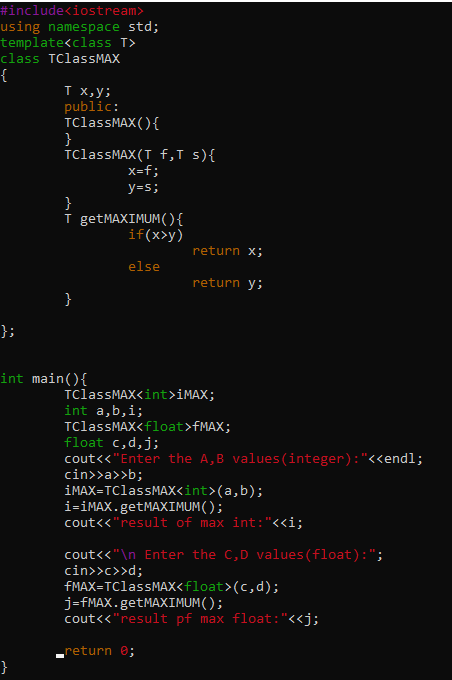 #include<iostream>
using namespace std;
template<class T>
class TClassMAX
{
        T x,y;
        public:
        TClassMAX(){
        }
        TClassMAX(T f,T s){
                x=f;
                y=s;
        }
        T getMAXIMUM(){
                if(x>y)
                        return x;
                else
                        return y;
        }

};


int main(){
        TClassMAX<int>iMAX;
        int a,b,i;
        TClassMAX<float>fMAX;
        float c,d,j;
        cout<<"Enter the A,B values(integer):"<<endl;
        cin>>a>>b;
        iMAX=TClassMAX<int>(a,b);
        i=iMAX.getMAXIMUM();
        cout<<"result of max int:"<<i;

        cout<<"\n Enter the C,D values(float):";
        cin>>c>>d;
        fMAX=TClassMAX<float>(c,d);
        j=fMAX.getMAXIMUM();
        cout<<"result pf max float:"<<j;

        return 0;
}